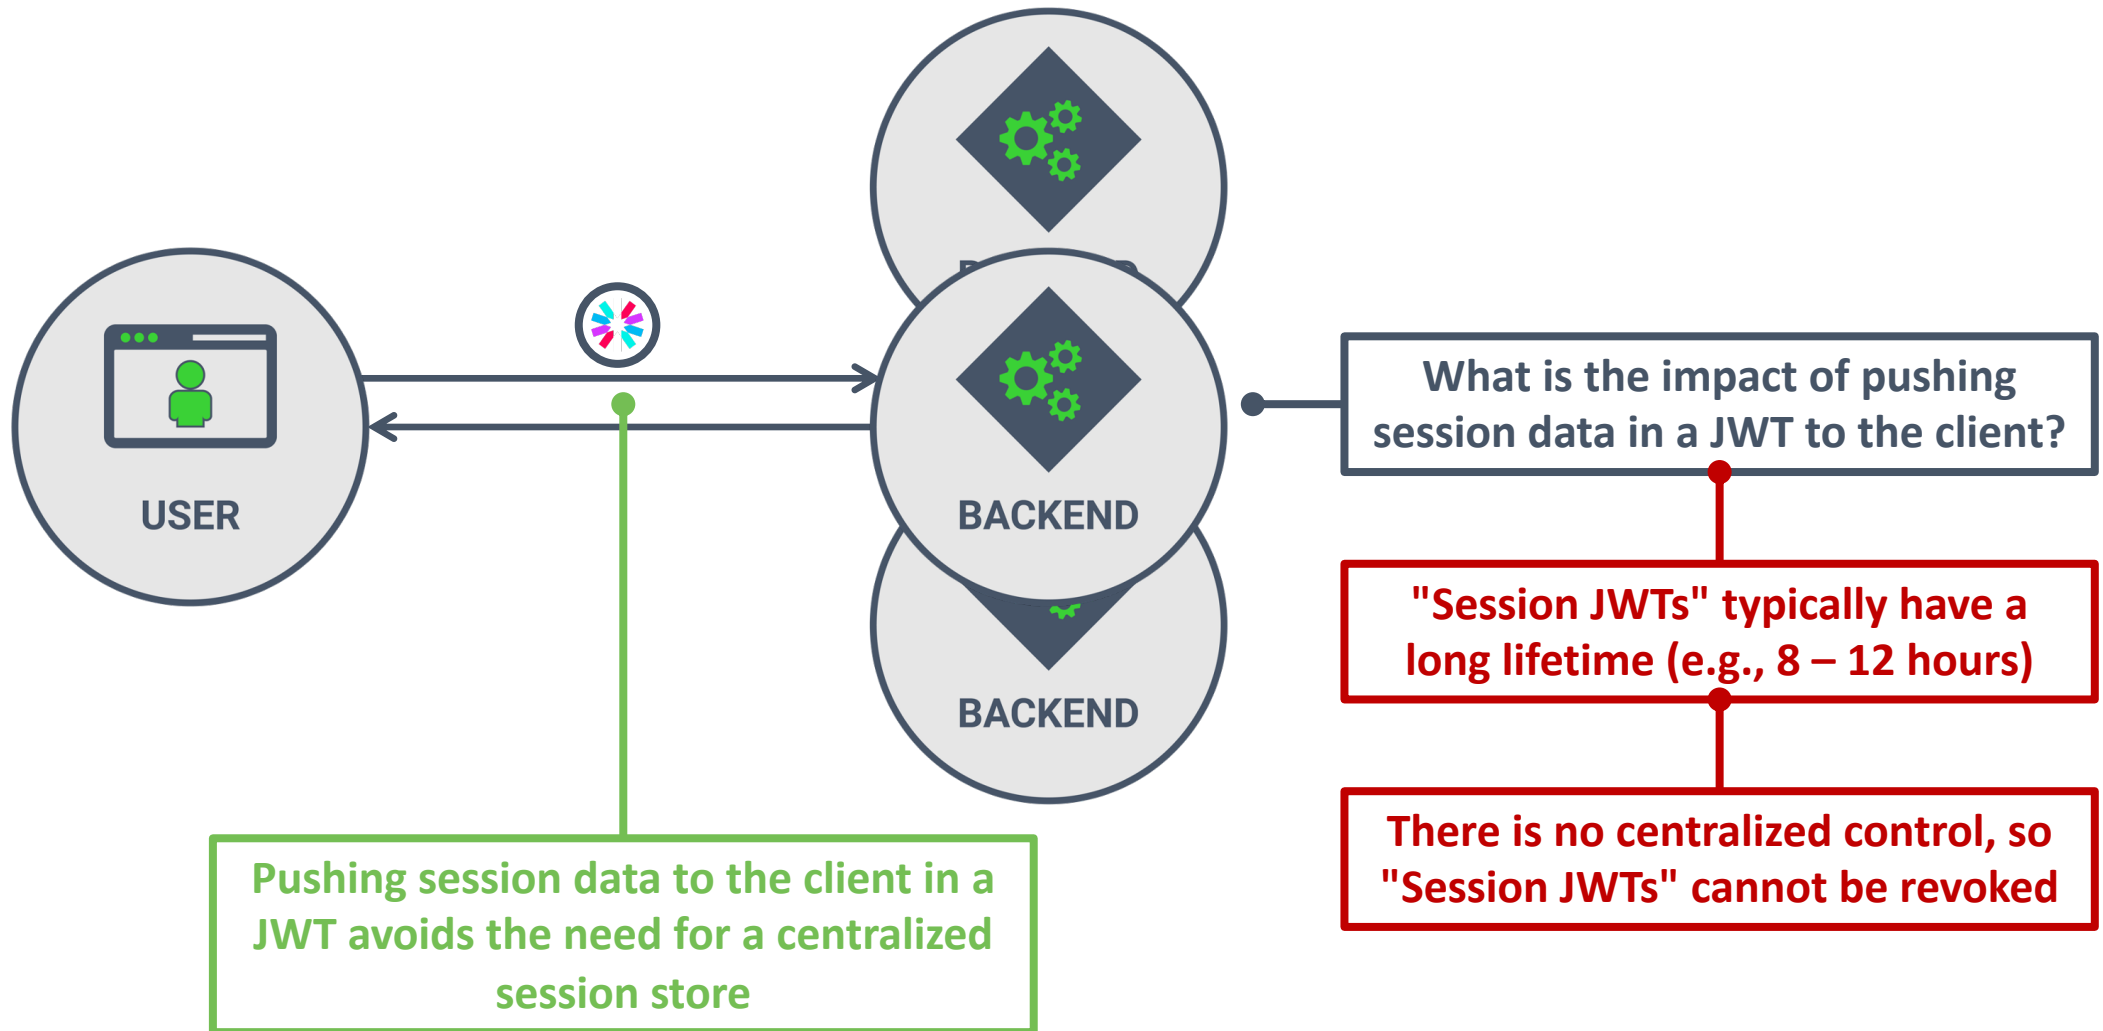 USER
BACKEND
BACKEND
What is the impact of pushing
session data in a JWT to the client?
"Session JWTs" typically have a
long lifetime (e.g., 8 – 12 hours)
There is no centralized control, so
"Session JWTs" cannot be revoked
Pushing session data to the client in a
JWT avoids the need for a centralized
session store